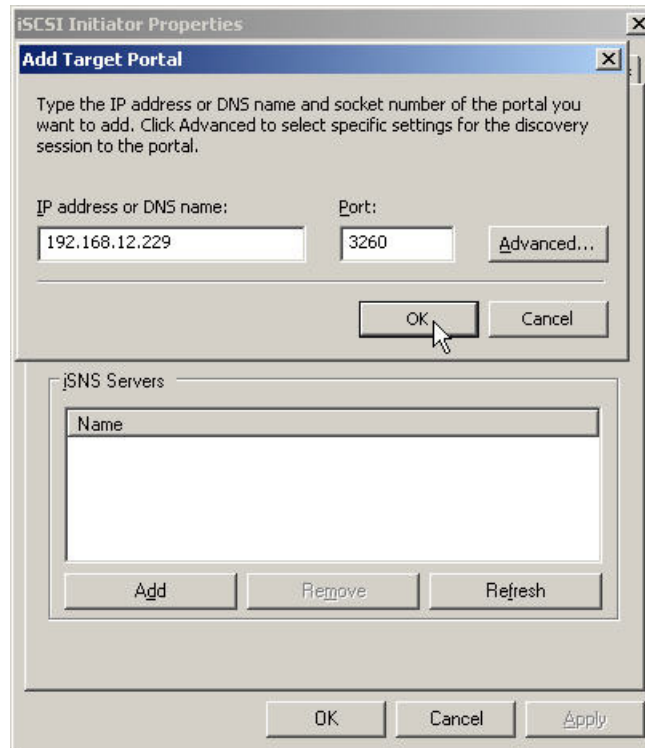 iSCSI Initiator Properties
Add Target Portal
Type the IP address or DNS name and socket number of the portal you
want to add. Click Advanced to select specific settings for the discovery
session to the portal.
IP address or DNS name: Port:
192.168.12.229 3260 Advanced...
OK Cancel
iSNS Servers
Name
Add Remove Refresh
OK Cancel Apply